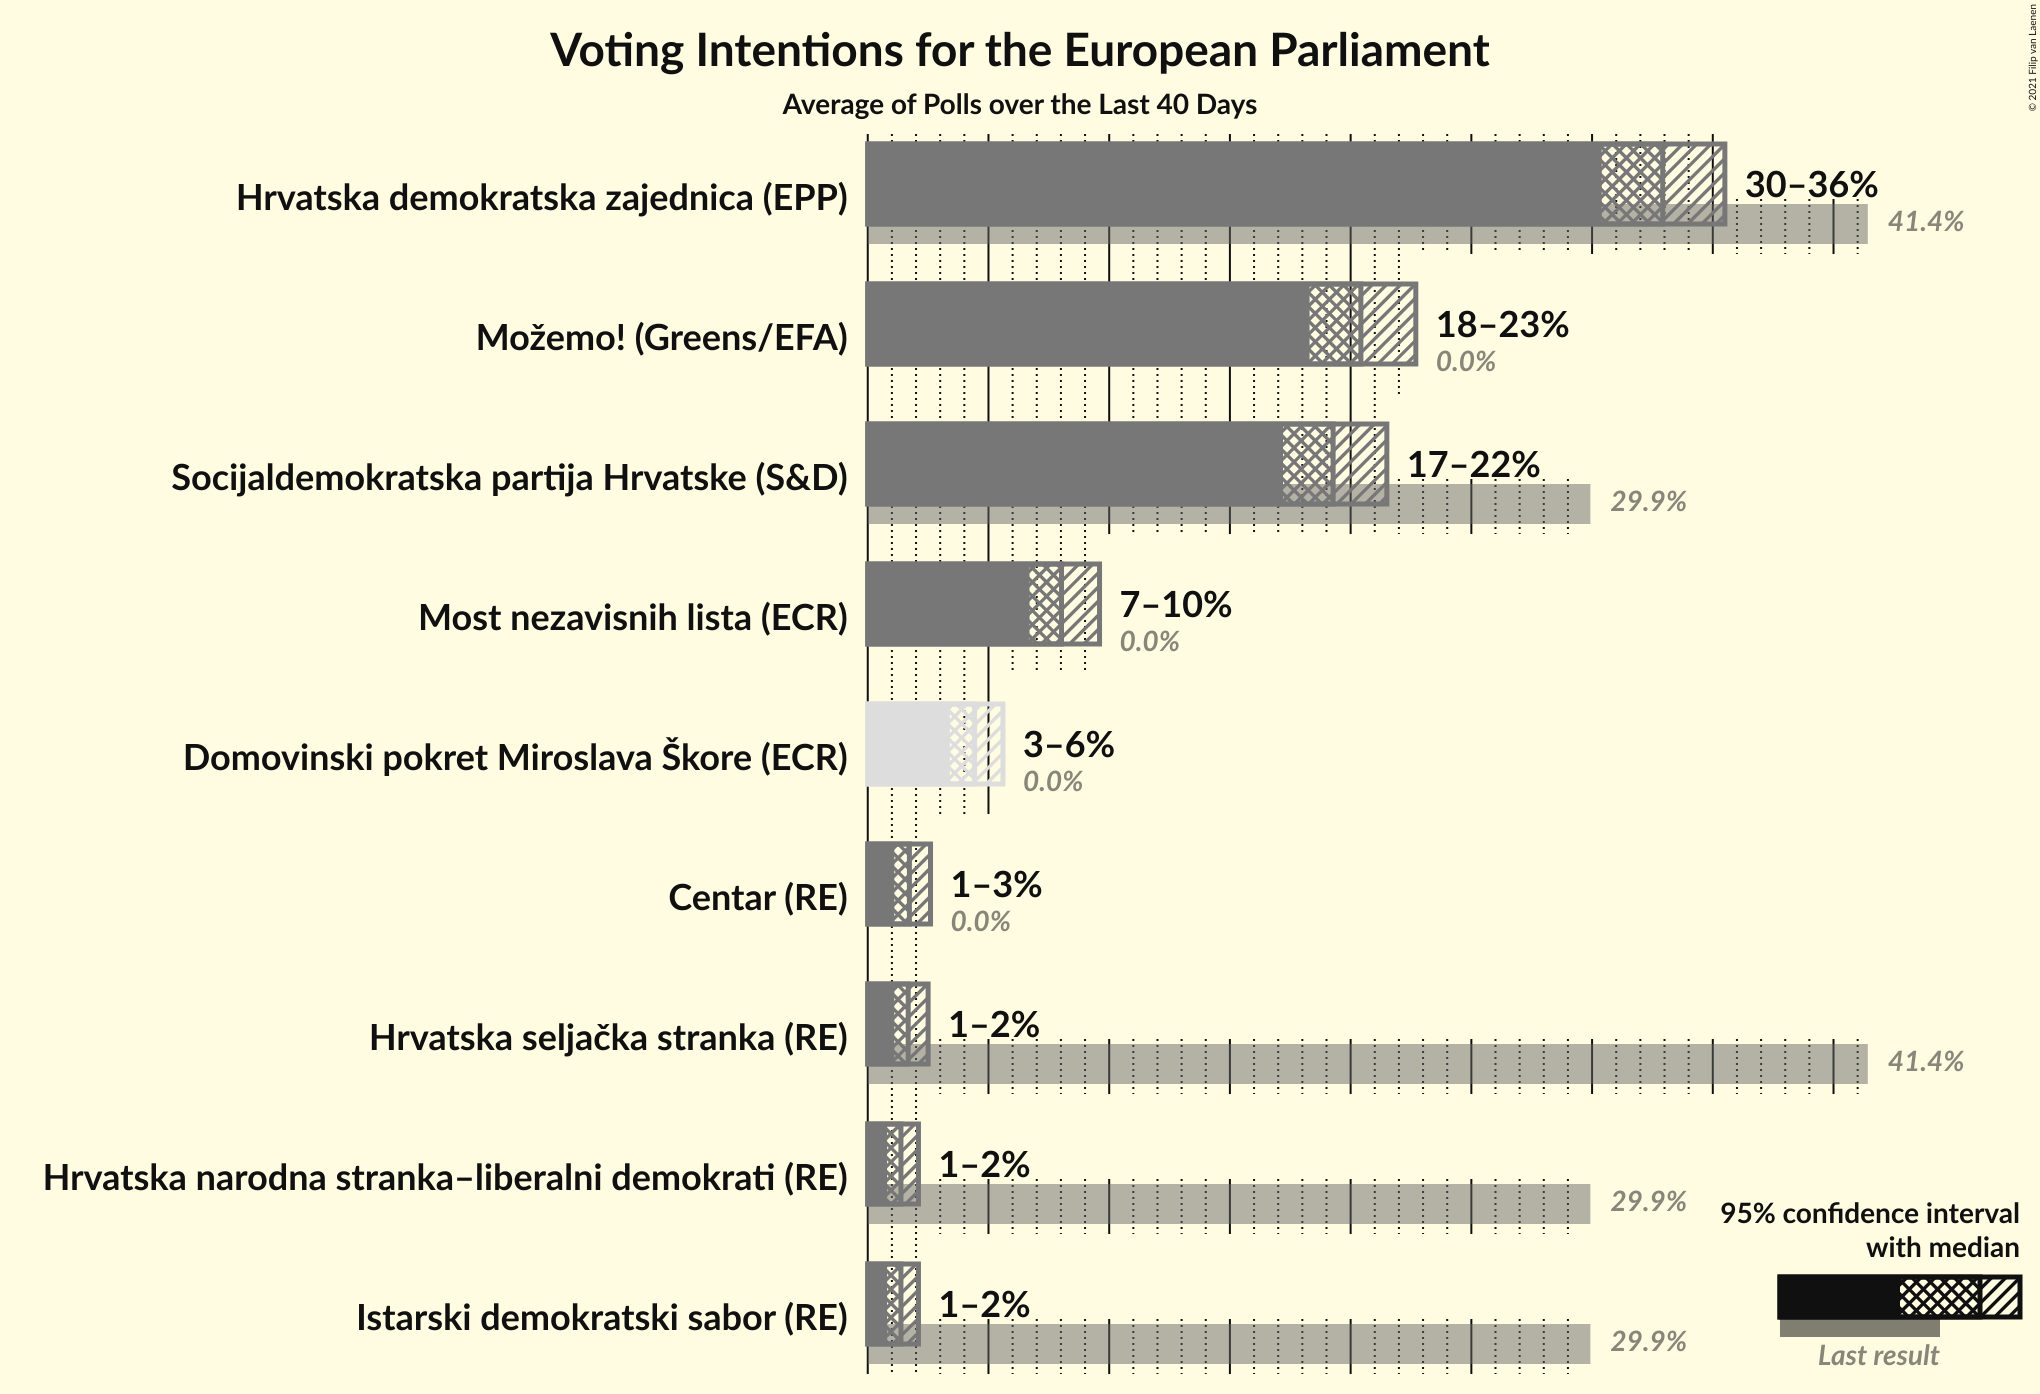 Voting Intentions for the European Parliament
Average of Polls over the Last 40 Days
© 2021 Filip van Laenen
Hrvatska demokratska zajednica (EPP)
30–36%
41.4%
Možemo! (Greens/EFA)
18–23%
0.0%
Socijaldemokratska partija Hrvatske (S&D)
17–22%
29.9%
Most nezavisnih lista (ECR)
7–10%
0.0%
Domovinski pokret Miroslava Škore (ECR)
3–6%
0.0%
Centar (RE)
1–3%
0.0%
Hrvatska seljačka stranka (RE)
1–2%
41.4%
Hrvatska narodna stranka–liberalni demokrati (RE)
1–2%
29.9%
Istarski demokratski sabor (RE)
1–2%
29.9%
95% confidence interval
with median
Last result